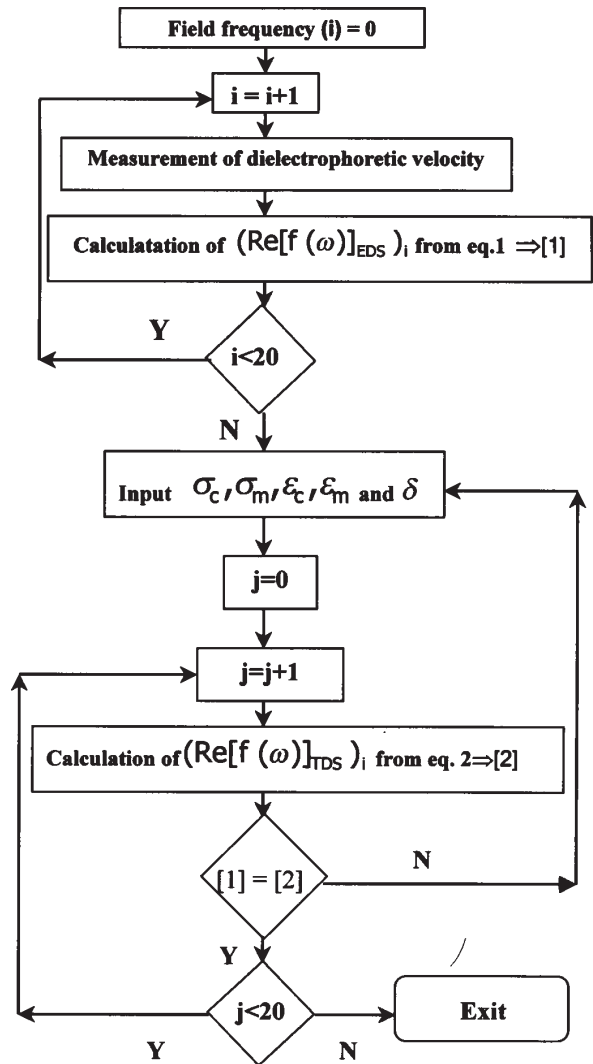 Field frequency (i) = 0
i = i+1
Measurement of dielectrophoretic velocity
Calculatation of (Re[f (ω)]EDS )i from eq.1 ⇒[1]
Y
i<20
N
Input σc,σm,εc,εm and δ
j=0
j=j+1
Calculation of (Re[f (ω)]TDS )i from eq. 2⇒[2]
[1] = [2]
N
Y
j<20
Exit
Y
N